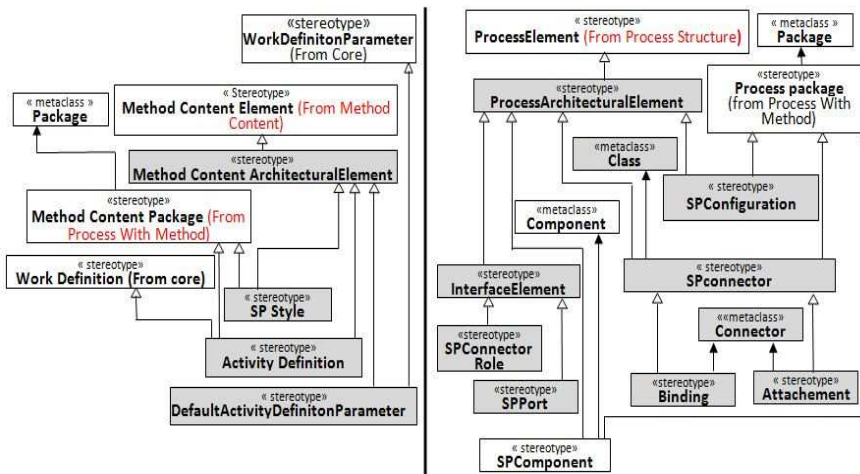 «stereotype»
WorkDefinitonParameter
(From Core)
« metaclass »
Package
« Stereotype»
Method Content Element (From Method
Content)
«stereotype»
Method Content ArchitecturalElement
«stereotype»
Method Content Package (From
Process With Method)
« stereotype»
Work Definition (From core)
« stereotype»
SP Style
« stereotype»
Activity Definition
« stereotype»
DefaultActivityDefinitonParameter
«stereotype»
ProcessElement (From Process Structure)
«metaclass»
Package
«stereotype»
ProcessArchitecturalElement
«stereotype»
Process package
(from Process With
Method)
«metaclass»
Class
« stereotype»
SPConfiguration
«metaclass»
Component
«stereotype»
InterfaceElement
« stereotype»
SPconnector
«stereotype»
SPConnector
Role
««metaclass»
Connector
«stereotype»
SPPort
«stereotype»
Binding
« stereotype»
Attachement
« stereotype»
SPComponent